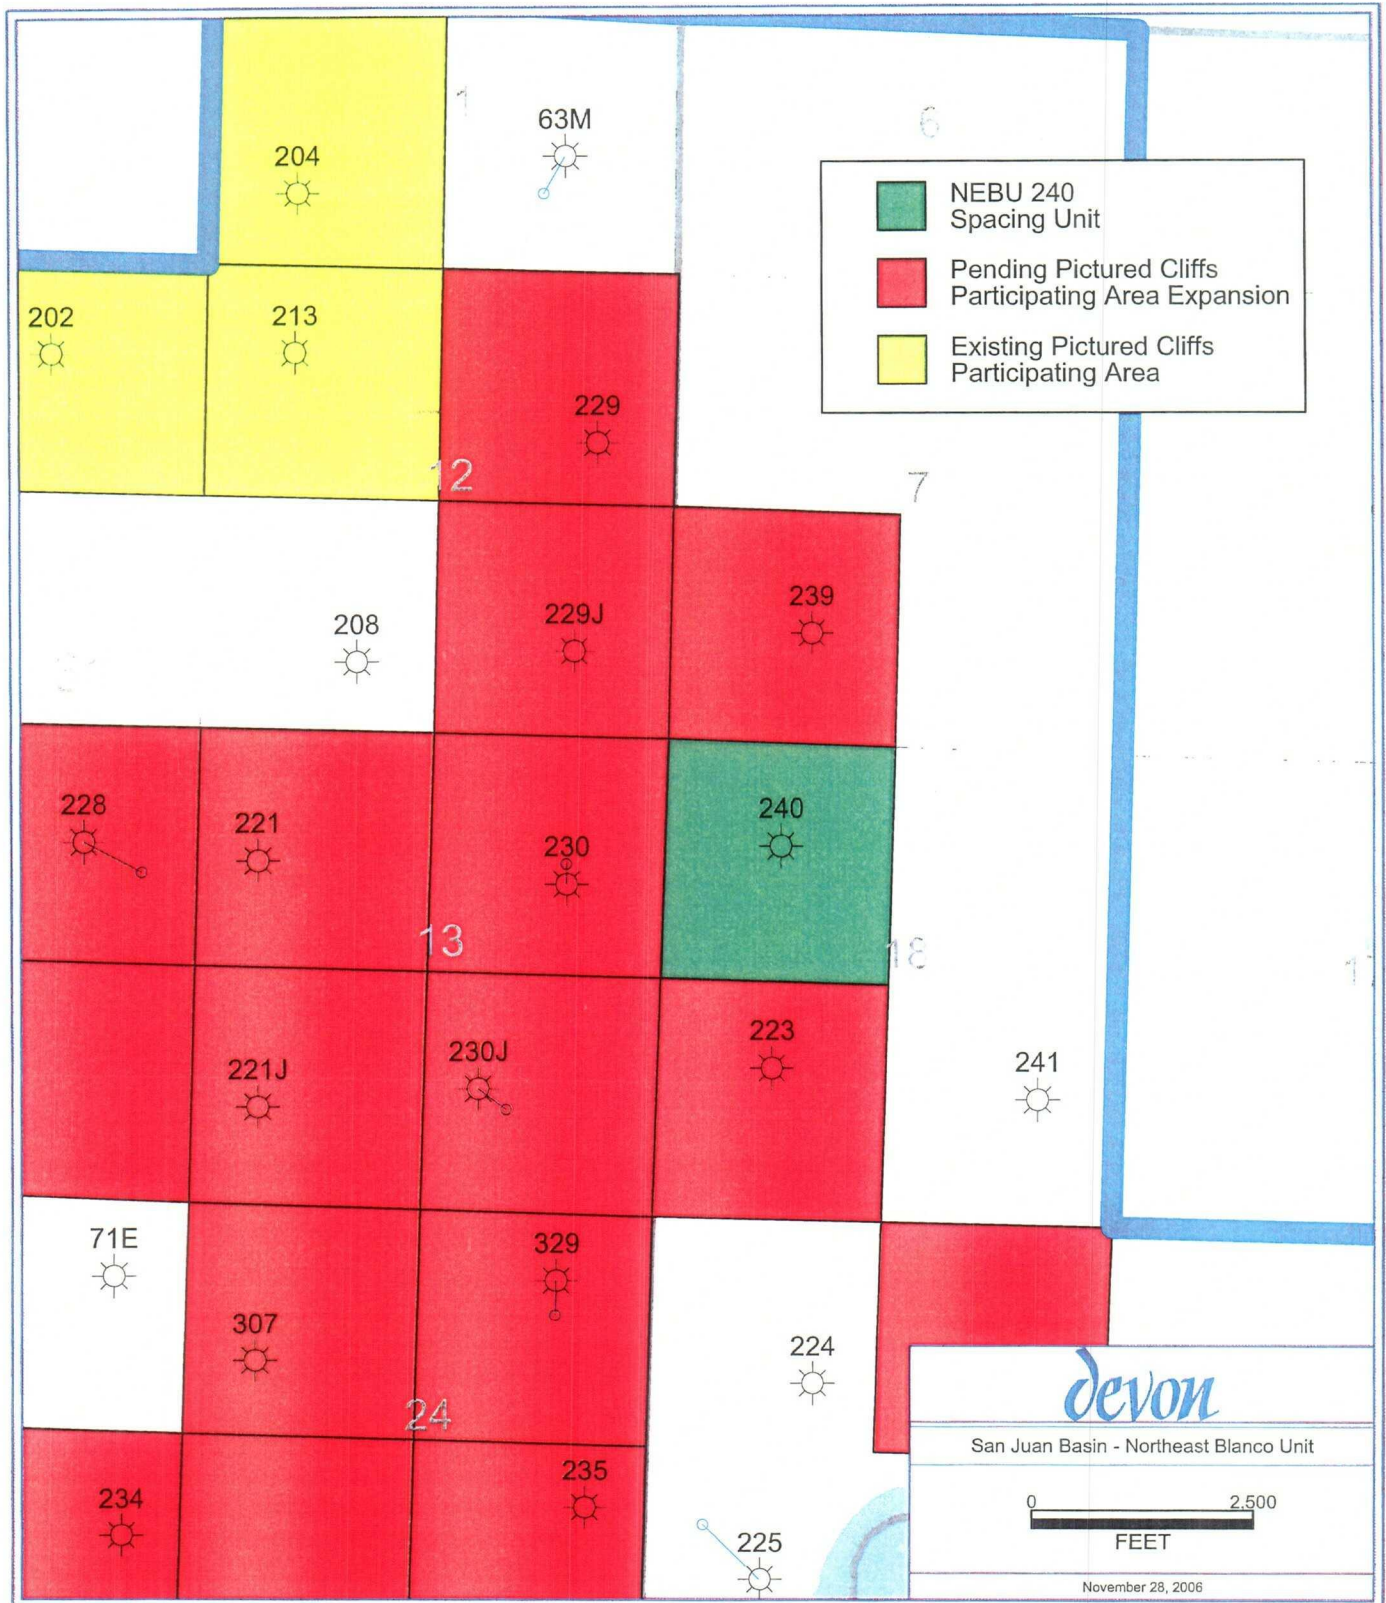 1
63M
6
204
NEBU 240
Spacing Unit
Pending Pictured Cliffs
Participating Area Expansion
Existing Pictured Cliffs
Participating Area
202
213
229
12
7
208
229J
239
228
221
230
240
13
18
1
221J
230J
223
241
71E
329
307
224
24
234
235
225
devon
San Juan Basin - Northeast Blanco Unit
0 2,500
FEET
November 28, 2006